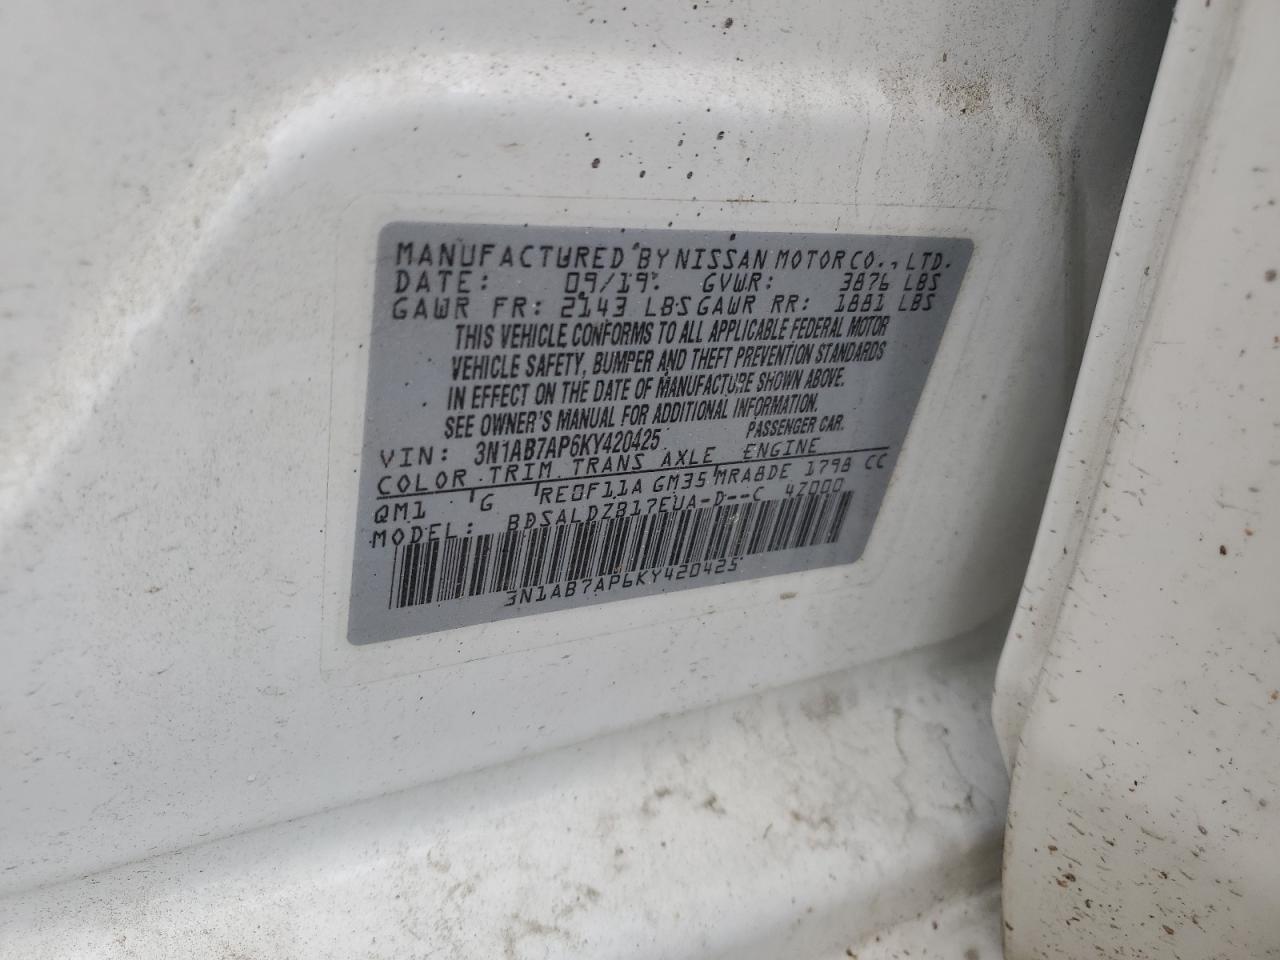 MANUFACTURED BY NISSAN MOTOR CO., LTD.
DATE: 09/19 GVWR: 3876 LBS
GAWR FR: 2143 LBS GAWR RR: 1881 LBS
THIS VEHICLE CONFORMS TO ALL APPLICABLE FEDERAL MOTOR
VEHICLE SAFETY, BUMPER AND THEFT PREVENTION STANDARDS
IN EFFECT ON THE DATE OF MANUFACTURE SHOWN ABOVE.
SEE OWNER'S MANUAL FOR ADDITIONAL INFORMATION.
VIN: 3N1AB7AP6KY420425 PASSENGER CAR.
COLOR TRIM TRANS AXLE ENGINE
QM1 G RE0F11A GM35 MRA8DE 1798 CC
MODEL: BDSALDZB17EUA-D--C 4Z000
3N1AB7AP6KY420425